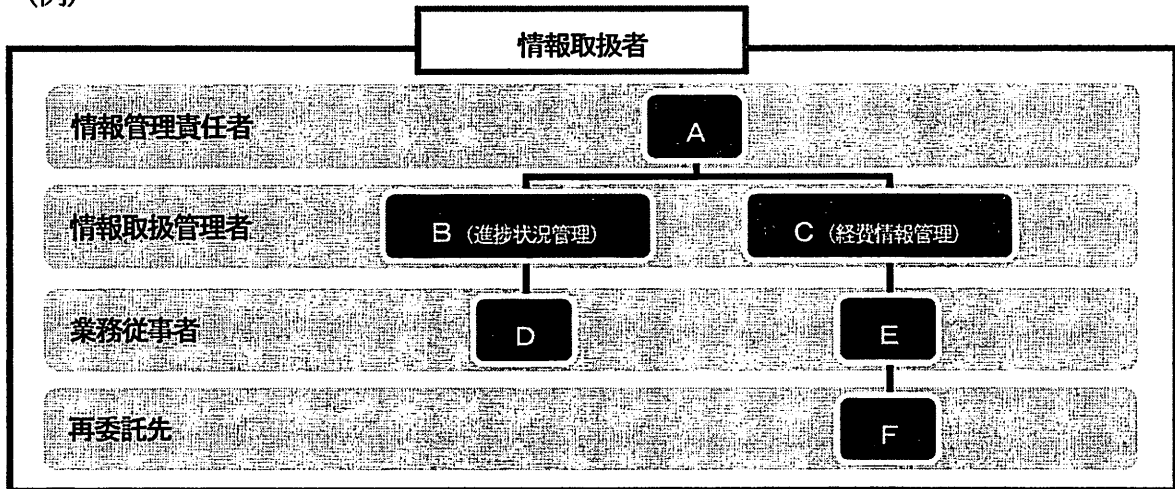 (例)
情報取扱者
情報管理責任者
A
情報取扱管理者
B (進捗状況管理)
C (経費情報管理)
業務従事者
D
E
再委託先
F